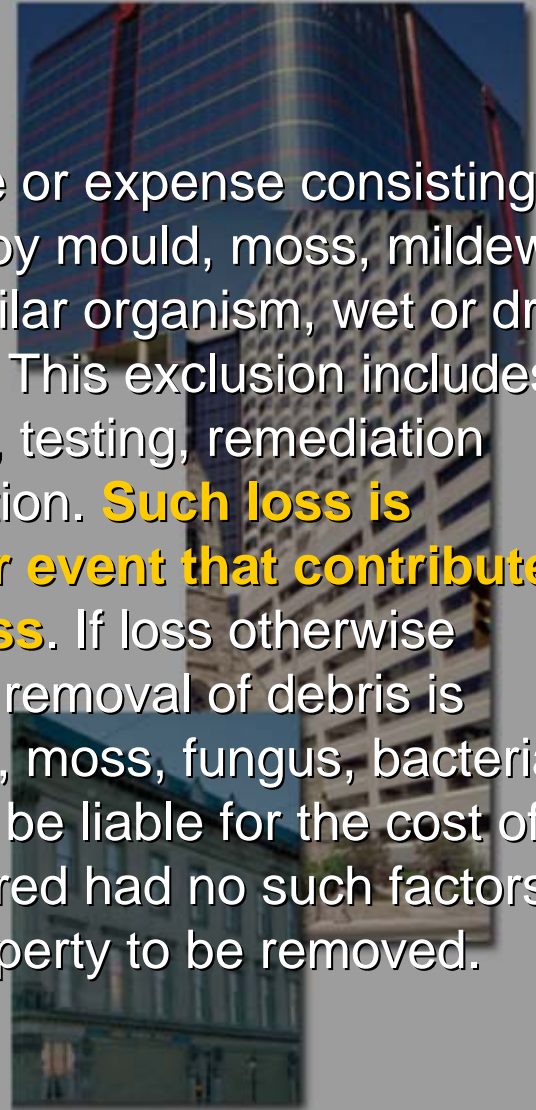 e or expense consisting
by mould, moss, mildew
ilar organism, wet or dr
This exclusion includes
, testing, remediation
ion. Such loss is
r event that contribute
ss. If loss otherwise
removal of debris is
, moss, fungus, bacteria
be liable for the cost of
red had no such factors
perty to be removed.